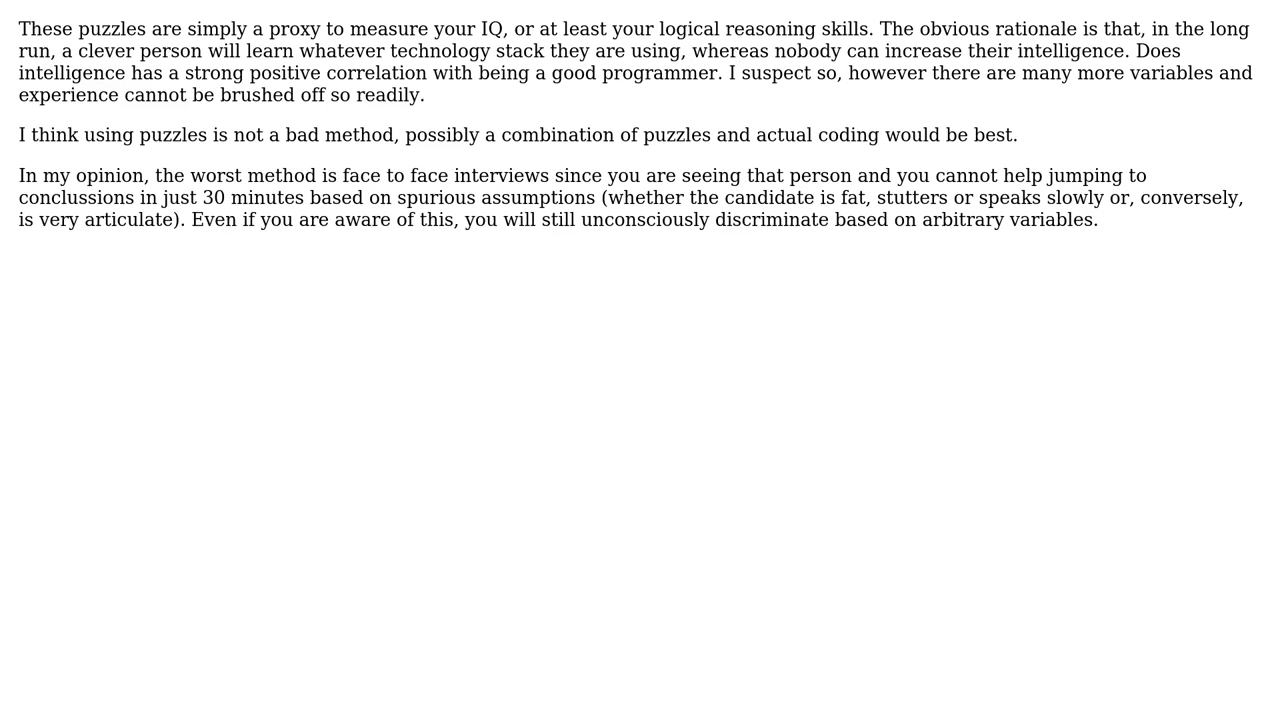 These puzzles are simply a proxy to measure your IQ, or at least your logical reasoning skills. The obvious rationale is that, in the long
run, a clever person will learn whatever technology stack they are using, whereas nobody can increase their intelligence. Does
intelligence has a strong positive correlation with being a good programmer. I suspect so, however there are many more variables and
experience cannot be brushed off so readily.
I think using puzzles is not a bad method, possibly a combination of puzzles and actual coding would be best.
In my opinion, the worst method is face to face interviews since you are seeing that person and you cannot help jumping to
conclussions in just 30 minutes based on spurious assumptions (whether the candidate is fat, stutters or speaks slowly or, conversely,
is very articulate). Even if you are aware of this, you will still unconsciously discriminate based on arbitrary variables.